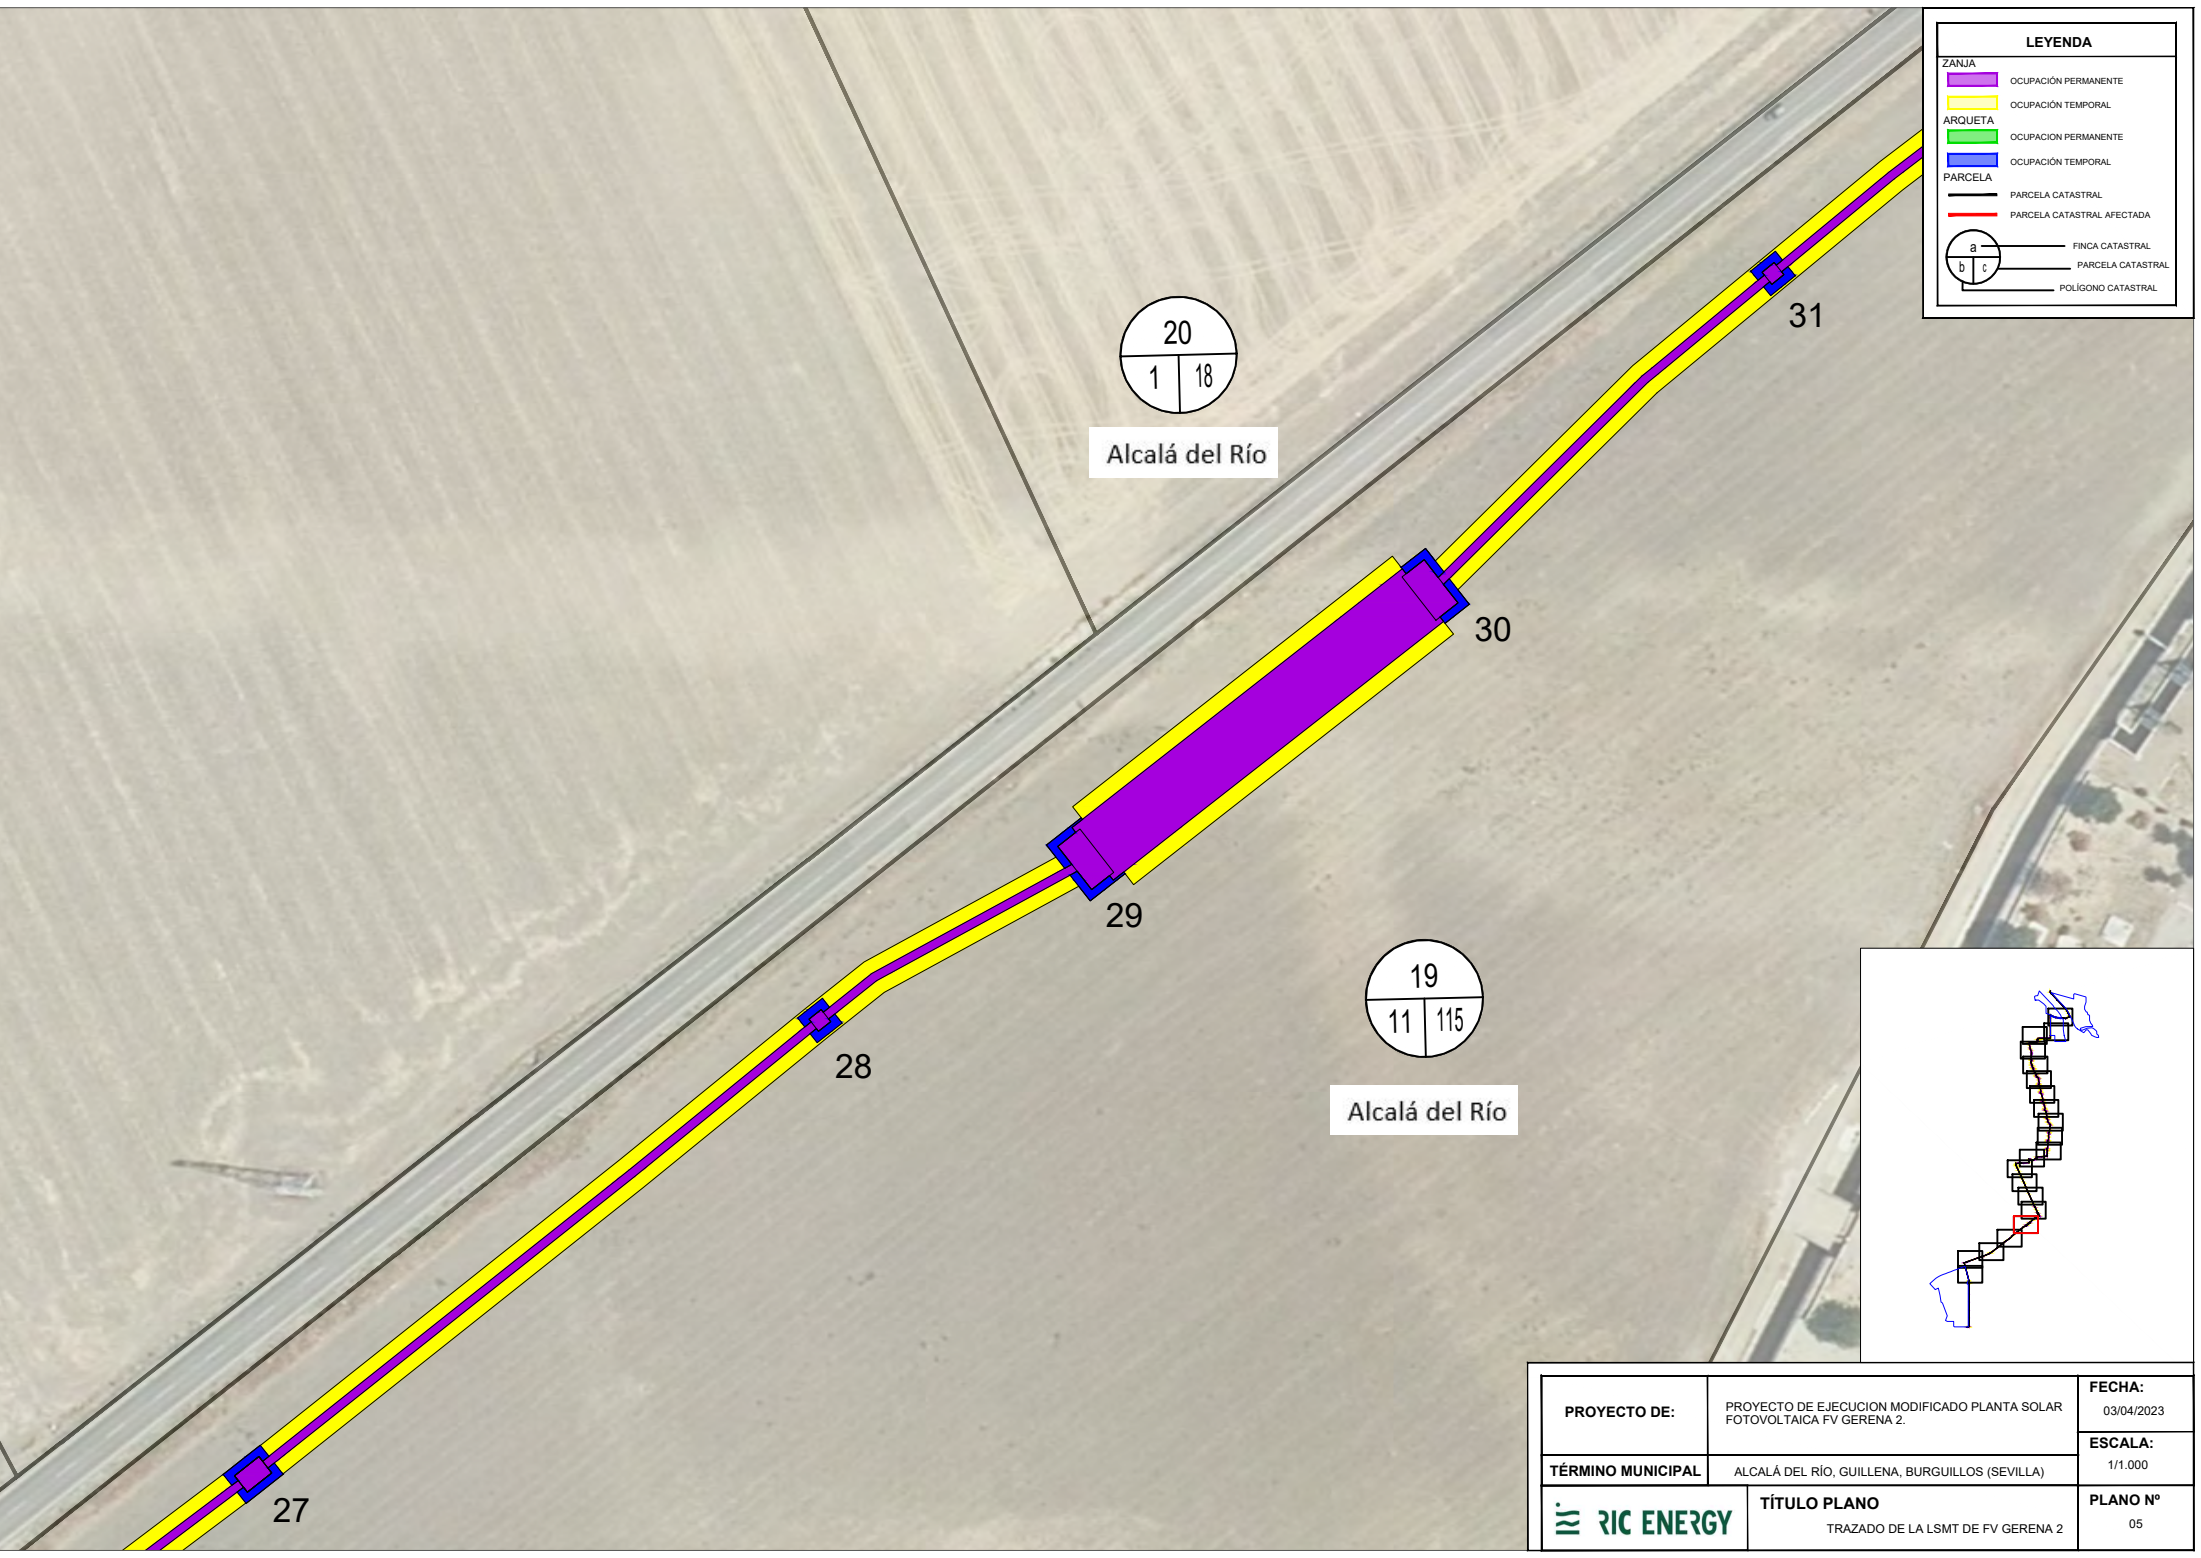 LEYENDA
ZANJA
OCUPACIÓN PERMANENTE
OCUPACIÓN TEMPORAL
ARQUETA
OCUPACION PERMANENTE
OCUPACIÓN TEMPORAL
PARCELA
PARCELA CATASTRAL
PARCELA CATASTRAL AFECTADA
a
FINCA CATASTRAL
b c
PARCELA CATASTRAL
POLÍGONO CATASTRAL
31
20
1 18
Alcalá del Río
30
29
19
11 115
Alcalá del Río
28
27
PROYECTO DE:
PROYECTO DE EJECUCION MODIFICADO PLANTA SOLAR
FOTOVOLTAICA FV GERENA 2.
FECHA:
03/04/2023
ESCALA:
1/1.000
TÉRMINO MUNICIPAL
ALCALÁ DEL RÍO, GUILLENA, BURGUILLOS (SEVILLA)
RIC ENERGY
TÍTULO PLANO
TRAZADO DE LA LSMT DE FV GERENA 2
PLANO Nº
05